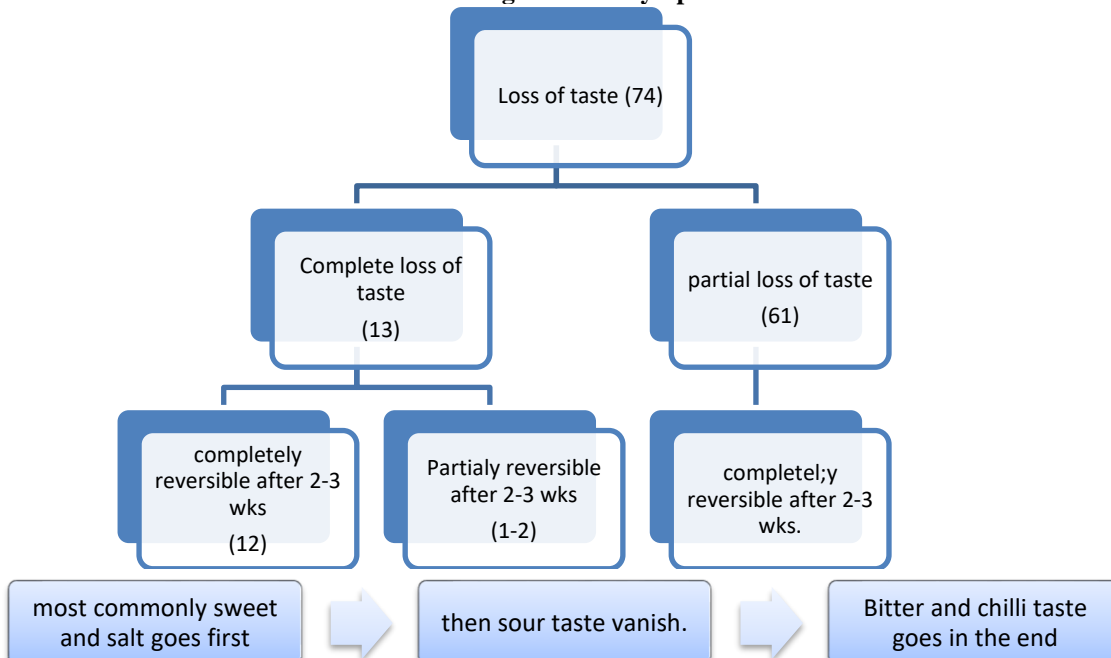 Loss of taste (74)
Complete loss of
taste
(13)
partial loss of taste
(61)
completely
reversible after 2-3
wks
(12)
Partialy reversible
after 2-3 wks
(1-2)
completel;y
reversible after 2-3
wks.
most commonly sweet
and salt goes first
then sour taste vanish.
Bitter and chilli taste
goes in the end